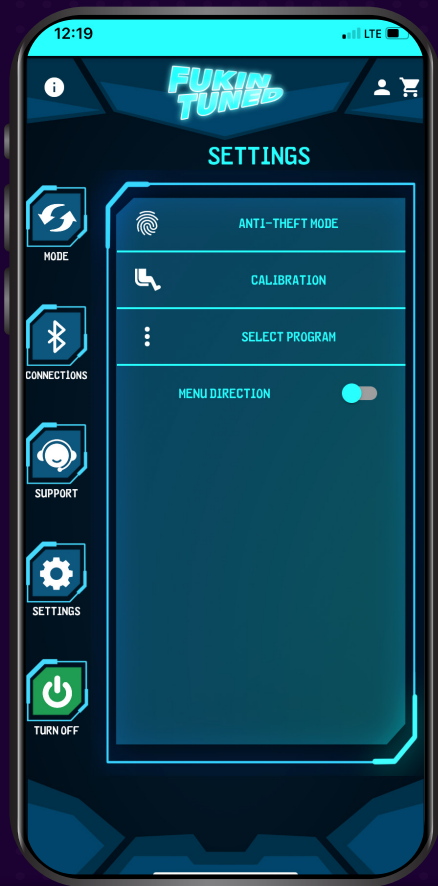 12:19
LTE
FUKIN
TUNED
SETTINGS
MODE
ANTI-THEFT MODE
CALIBRATION
CONNECTIONS
SELECT PROGRAM
MENU DIRECTION
SUPPORT
SETTINGS
TURN OFF